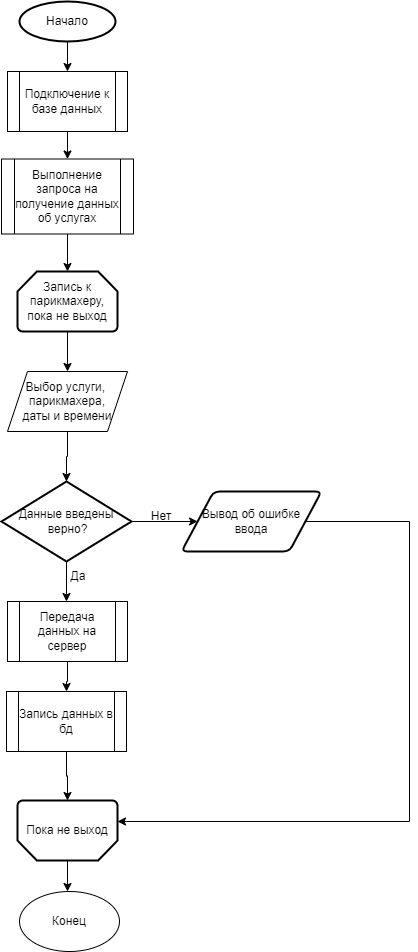 Начало
Подключение к
базе данных
Выполнение
запроса на
получение данных
об услугах
Запись к
парикмахеру,
пока не выход
Выбор услуги,
парикмахера,
даты и времени
Данные введены
верно?
Нет
Вывод об ошибке
ввода
Да
Передача
данных на
сервер
Запись данных в
бд
Пока не выход
Конец